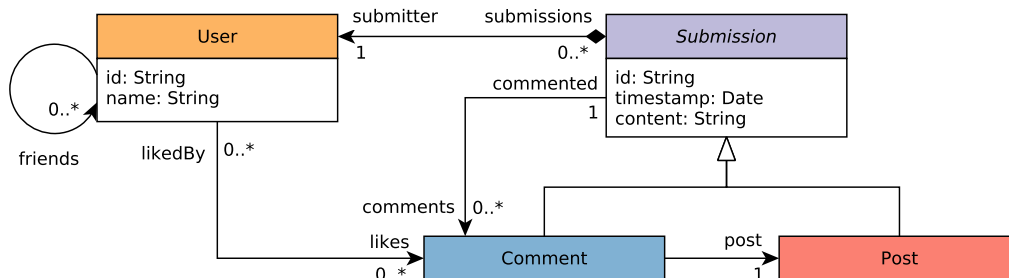 submitter
submissions
User
Submission
1
0..*
id: String
name: String
id: String
timestamp: Date
content: String
commented
1
0..*
friends
likedBy
0..*
comments
0..*
likes
post
Comment
Post
0..*
1